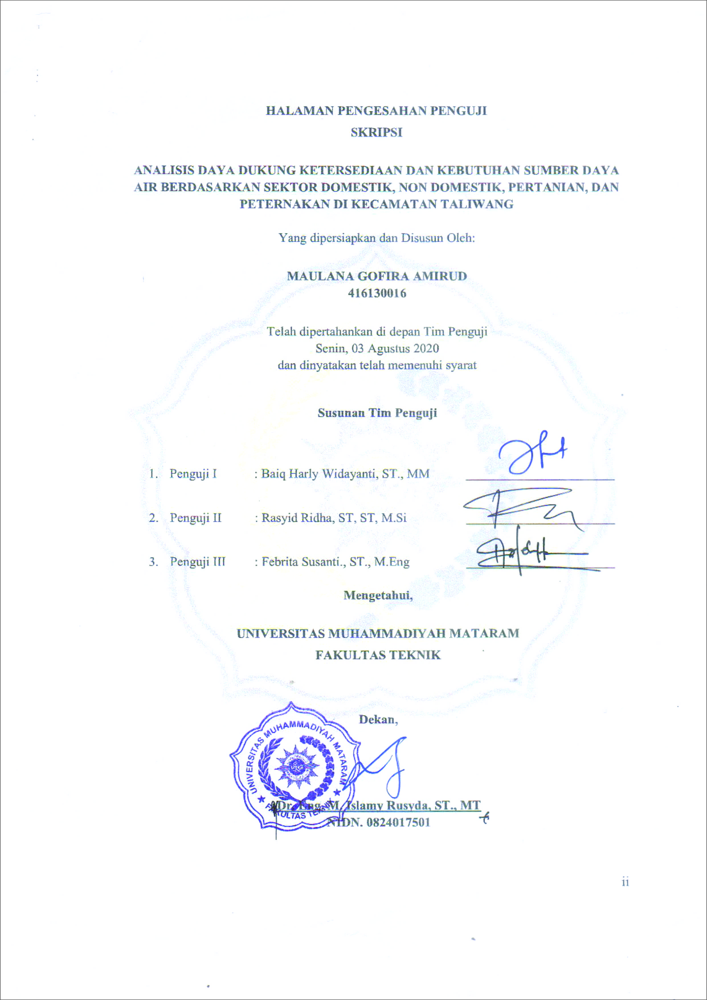 HALAMAN PENGESAHAN PENGUJI
SKRIPSI
ANALISIS DAYA DUKUNG KETERSEDIAAN DAN KEBUTUHAN SUMBER DAYA
AIR BERDASARKAN SEKTOR DOMESTIK, NON DOMESTIK, PERTANIAN, DAN
PETERNAKAN DI KECAMATAN TALIWANG
Yang dipersiapkan dan Disusun Oleh:
MAULANA GOFIRA AMIRUD
416130016
Telah dipertahankan di depan Tim Penguji
Senin, 03 Agustus 2020
dan dinyatakan telah memenuhi syarat
Susunan Tim Penguji
1. Penguji I : Baiq Harly Widayanti, ST., MM
2. Penguji II : Rasyid Ridha, ST, ST, M.Si
3. Penguji III : Febrita Susanti., ST., M.Eng
Mengetahui,
UNIVERSITAS MUHAMMADIYAH MATARAM
FAKULTAS TEKNIK
Dekan,
UNIVERSITAS MUHAMMADIYAH MATARAM
FAKULTAS TEKNIK
Dr. Eng. M. Islamy Rusyda, ST., MT
NIDN. 0824017501
ii